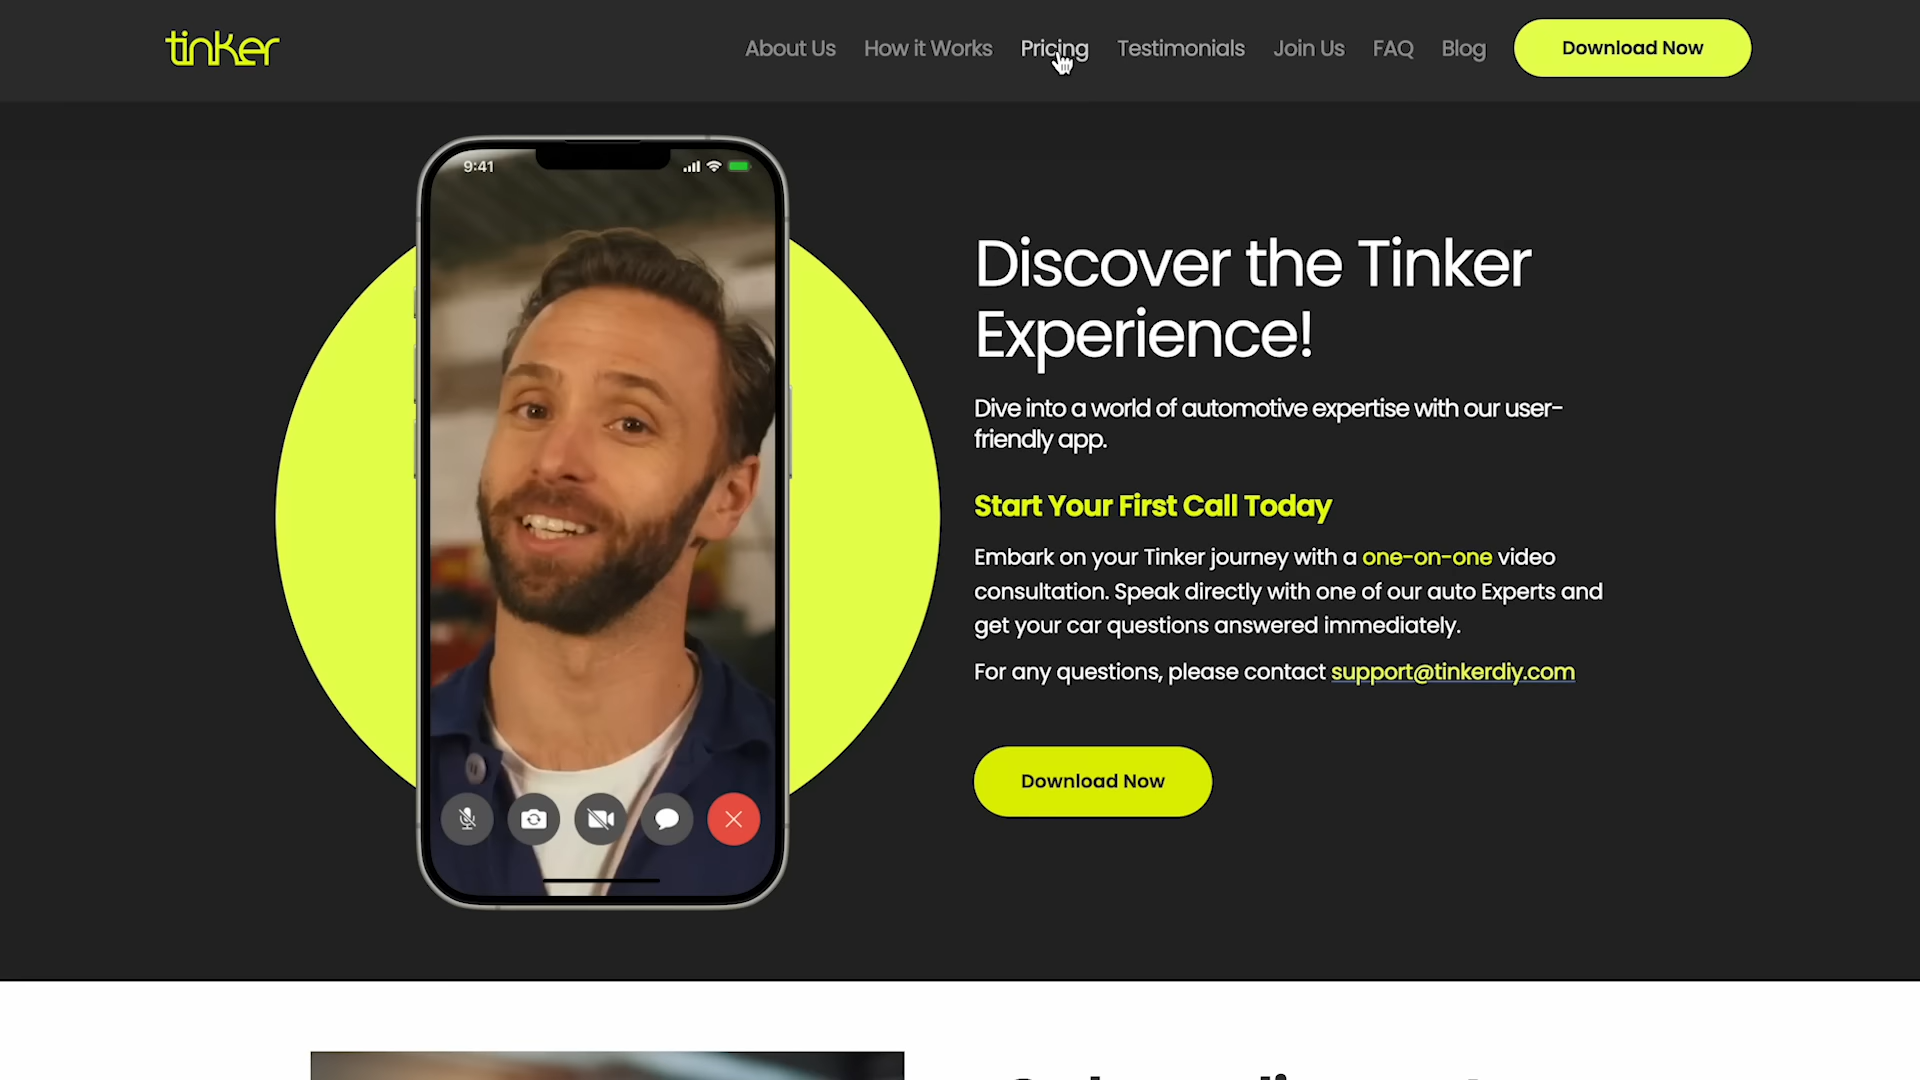 tinker
About Us How it Works Pricing Testimonials Join Us FAQ Blog Download Now
9:41
Discover the Tinker
Experience!
Dive into a world of automotive expertise with our user-
friendly app.
Start Your First Call Today
Embark on your Tinker journey with a one-on-one video
consultation. Speak directly with one of our auto Experts and
get your car questions answered immediately.
For any questions, please contact support@tinkerdiy.com
Download Now